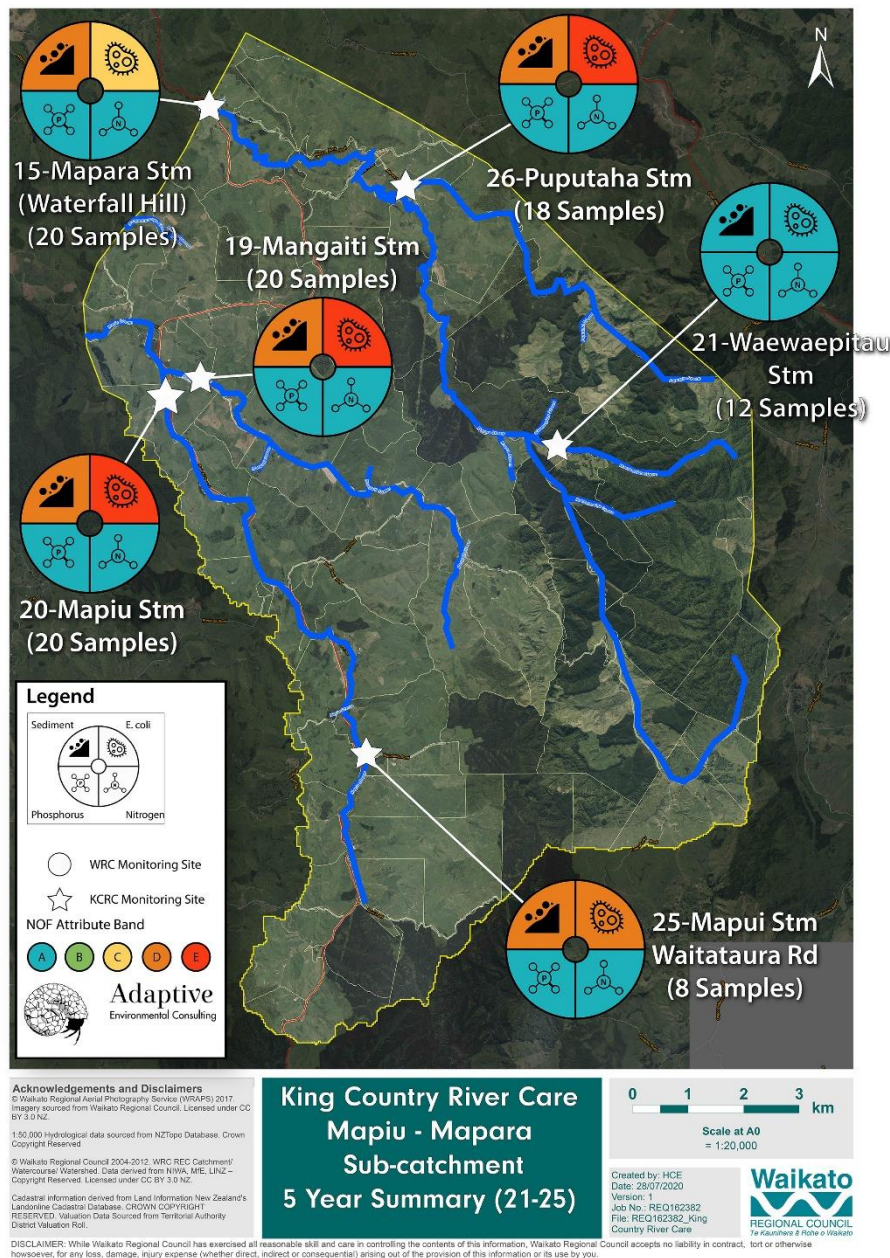 N
15-Mapara Stm
(Waterfall Hill)
(20 Samples)
26-Puputaha Stm
(18 Samples)
19-Mangaiti Stm
(20 Samples)
21-Waewaepitau
Stm
(12 Samples)
20-Mapiu Stm
(20 Samples)
25-Mapui Stm
Waitataura Rd
(8 Samples)
P
N
Legend
Sediment
E. coli
Phosphorus
Nitrogen
WRC Monitoring Site
KCRC Monitoring Site
NOF Attribute Band
A B C D E
Adaptive
Environmental Consulting
Acknowledgements and Disclaimers
© Waikato Regional Aerial Photography Service (WRAPS) 2017.
Imagery sourced from Waikato Regional Council. Licensed under CC
BY 3.0 NZ.
1:50,000 Hydrological data sourced from NZTopo Database. Crown
Copyright Reserved
© Waikato Regional Council 2004-2012. WRC REC Catchment/
Watercourse/ Watershed. Data derived from NIWA, MfE, LINZ –
Copyright Reserved. Licensed under CC BY 3.0 NZ.
Cadastral information derived from Land Information New Zealand's
Landonline Cadastral Database. CROWN COPYRIGHT
RESERVED. Valuation Data Sourced from Territorial Authority
District Valuation Roll.
King Country River Care
Mapiu - Mapara
Sub-catchment
5 Year Summary (21-25)
0 1 2 3
km
Scale at A0
= 1:20,000
Created by: HCE
Date: 28/07/2020
Version: 1
Job No.: REQ162382
File: REQ162382_King
Country River Care
Waikato
REGIONAL COUNCIL
Te Kaunihera ā Rohe o Waikato
DISCLAIMER: While Waikato Regional Council has exercised all reasonable skill and care in controlling the contents of this information, Waikato Regional Council accepts no liability in contract, tort or otherwise
howsoever, for any loss, damage, injury expense (whether direct, indirect or consequential) arising out of the provision of this information or its use by you.